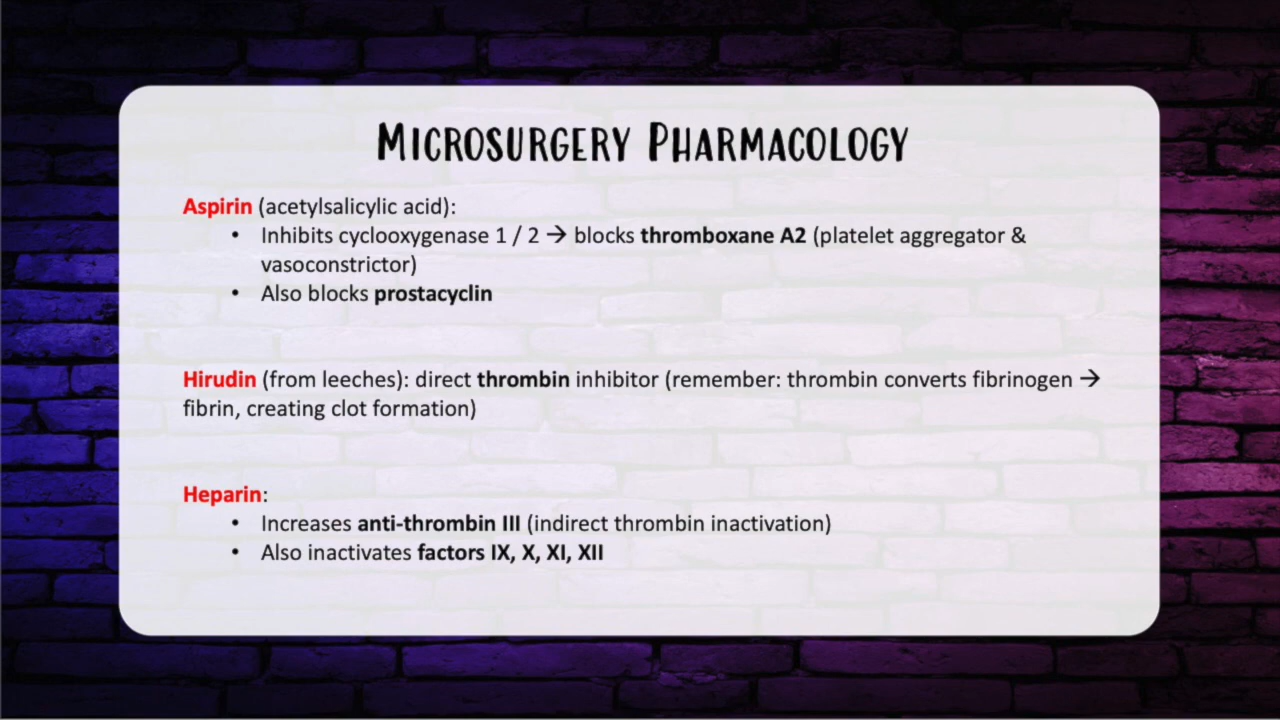 MICROSURGERY PHARMACOLOGY
Aspirin (acetylsalicylic acid):
• Inhibits cyclooxygenase 1 / 2 → blocks thromboxane A2 (platelet aggregator &
vasoconstrictor)
• Also blocks prostacyclin
Hirudin (from leeches): direct thrombin inhibitor (remember: thrombin converts fibrinogen →
fibrin, creating clot formation)
Heparin:
• Increases anti-thrombin III (indirect thrombin inactivation)
• Also inactivates factors IX, X, XI, XII